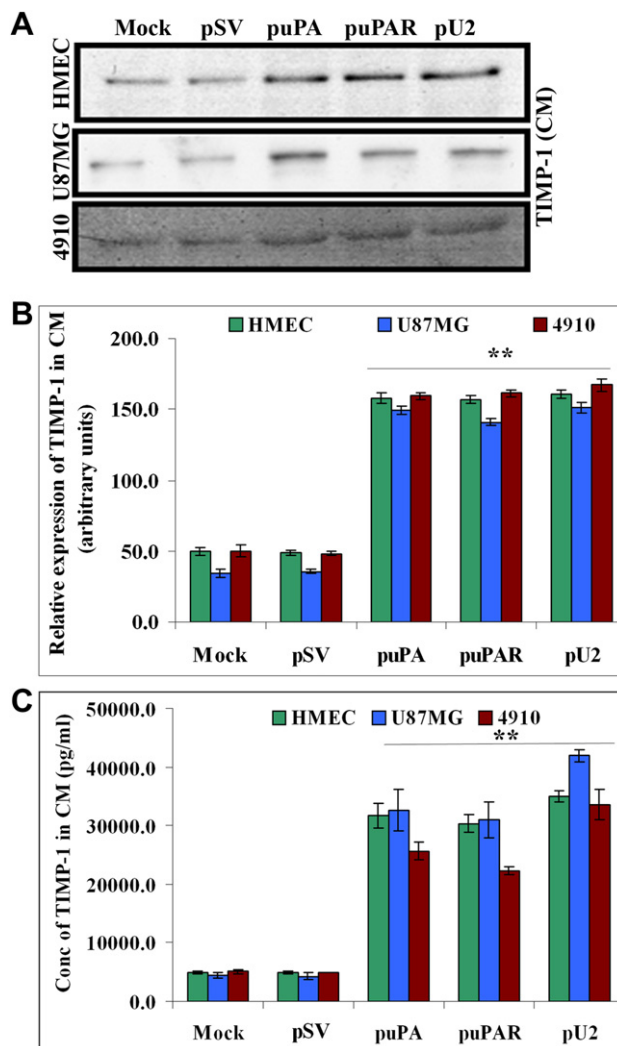 A
Mock pSV puPA puPAR pU2
HMEC
U87MG
4910
TIMP-1 (CM)
B
HMEC U87MG 4910
**
Relative expression of TIMP-1 in CM
(arbitrary units)
200.0
150.0
100.0
50.0
0.0
Mock pSV puPA puPAR pU2
C
HMEC U87MG 4910
**
Conc of TIMP-1 in CM (pg/ml)
50000.0
40000.0
30000.0
20000.0
10000.0
0.0
Mock pSV puPA puPAR pU2